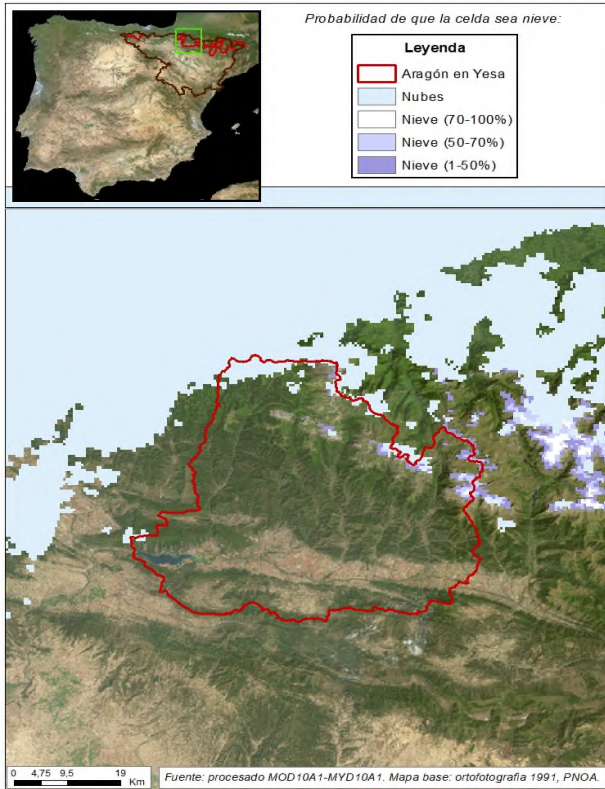 Probabilidad de que la celda sea nieve:
Leyenda
Aragón en Yesa
Nubes
Nieve (70-100%)
Nieve (50-70%)
Nieve (1-50%)
0 4,75 9,5 19
Km
Fuente: procesado MOD10A1-MYD10A1. Mapa base: ortofotografía 1991, PNOA.